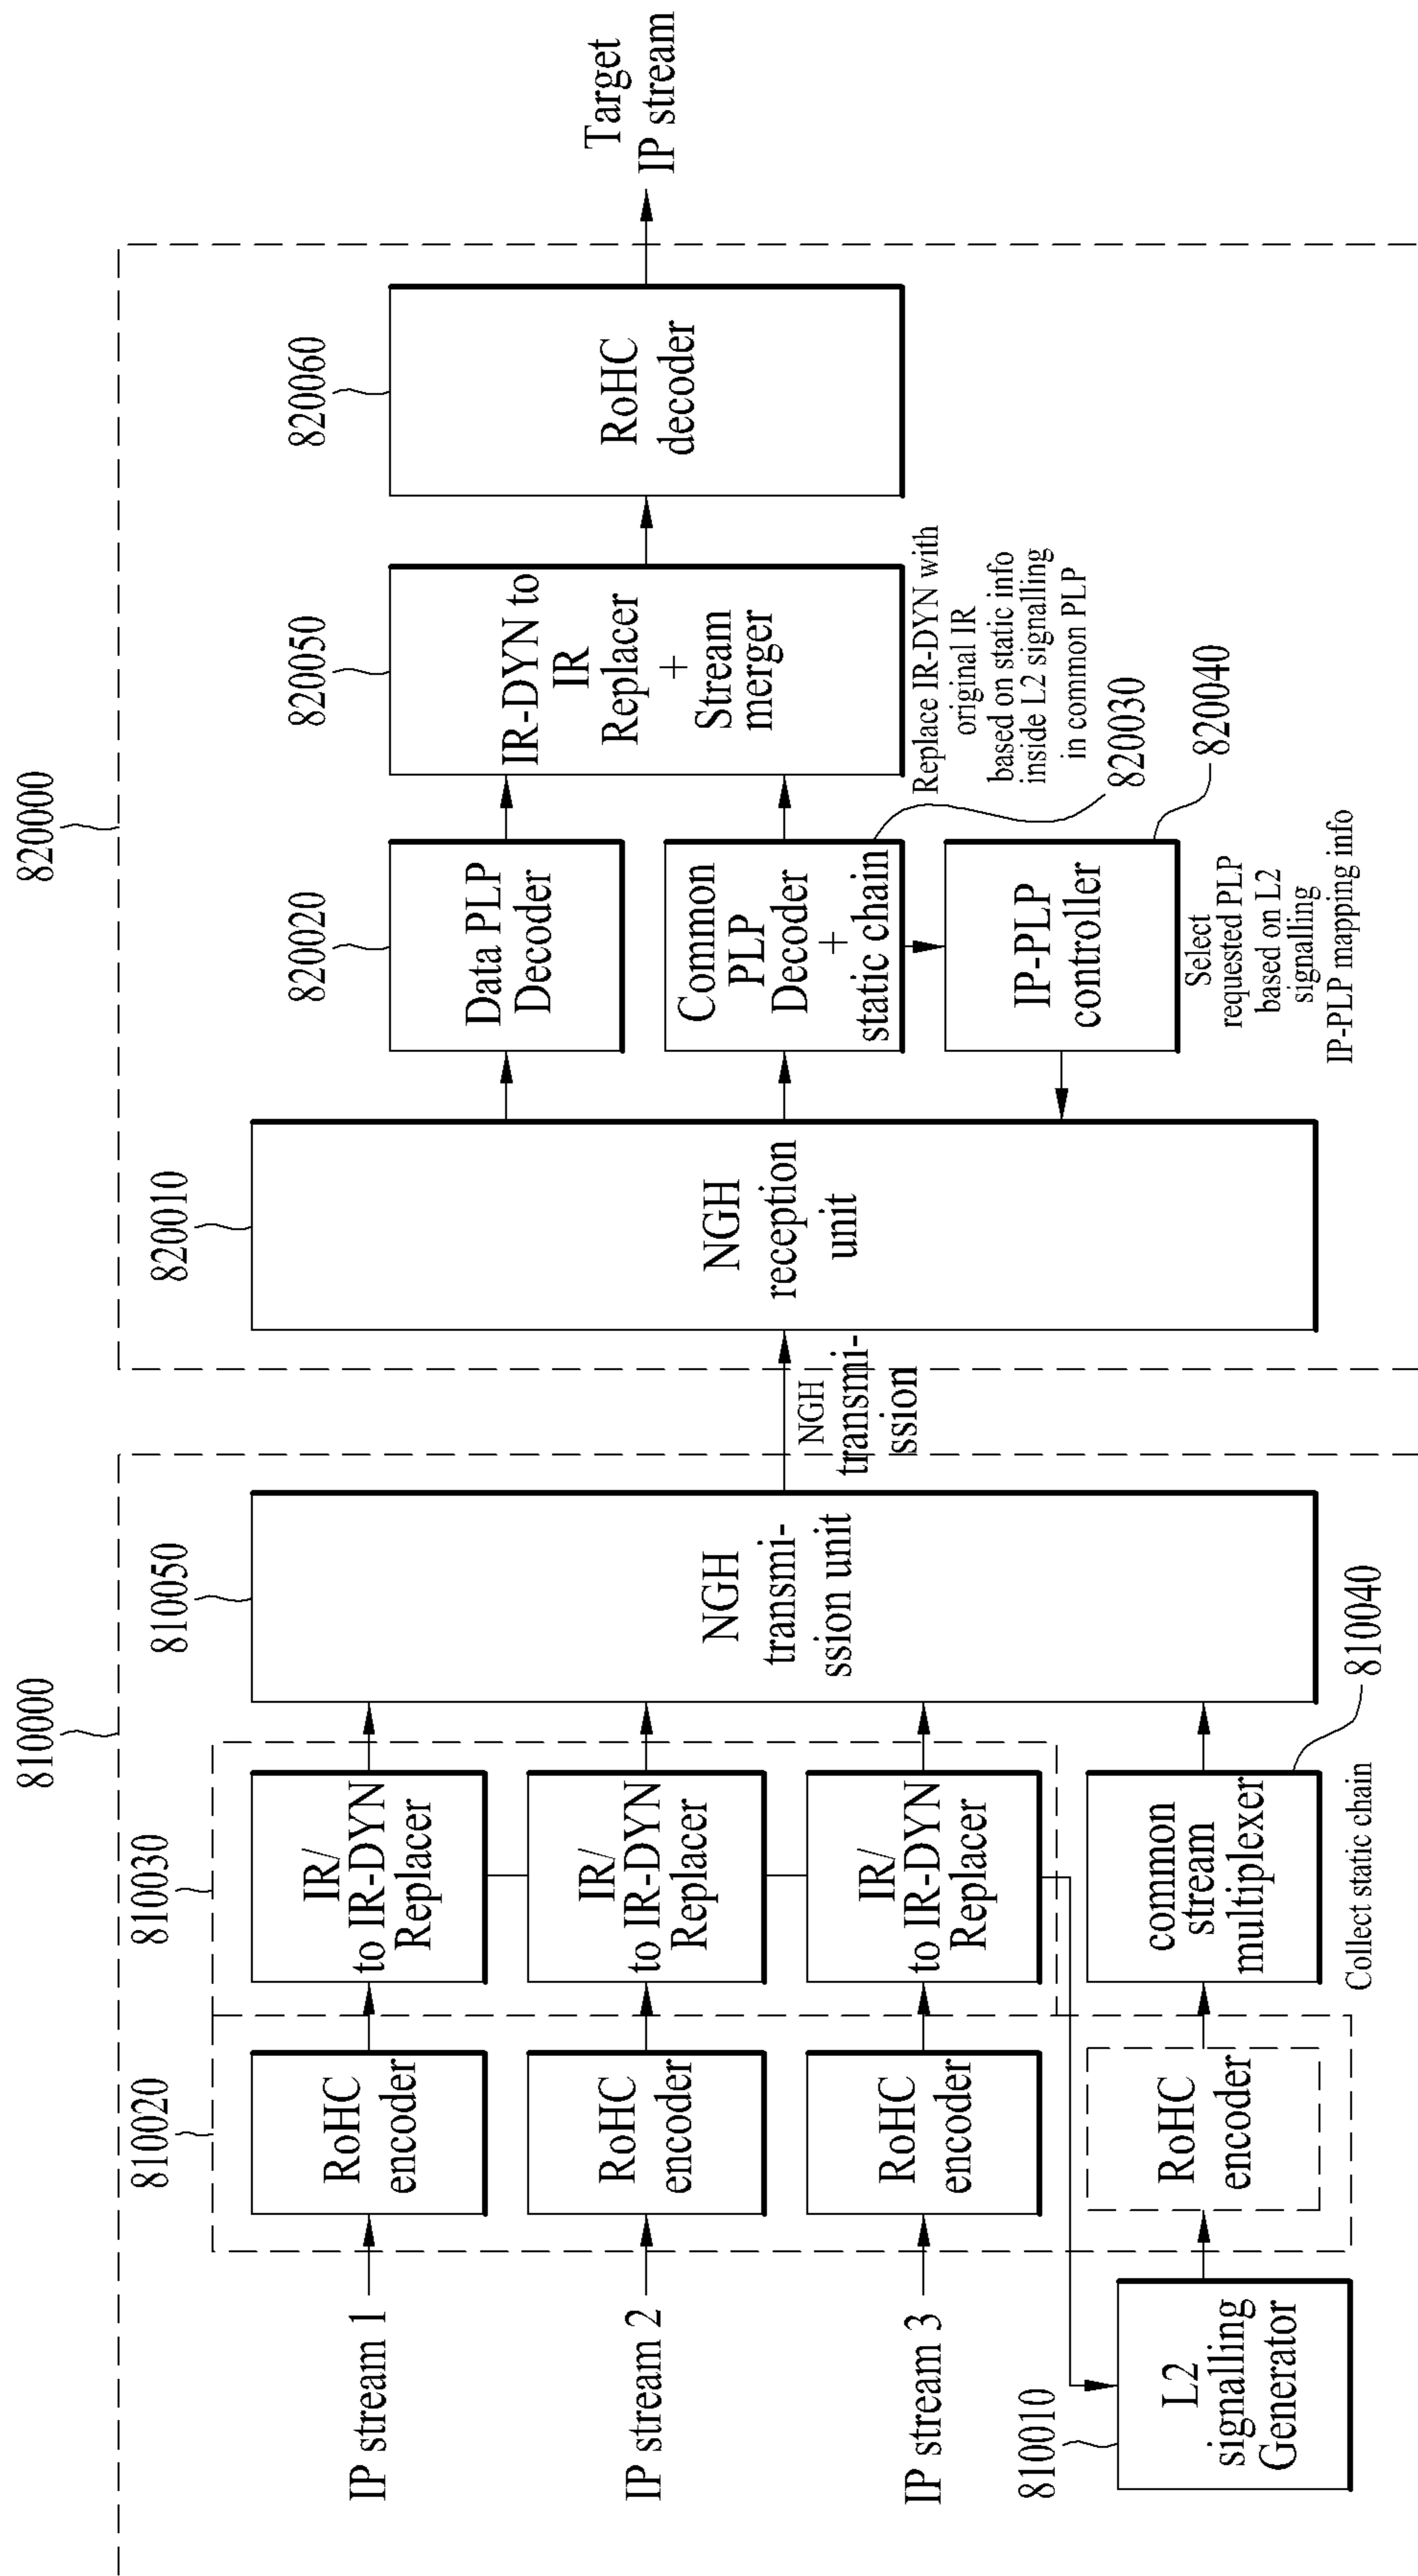 810000
810020
810030
810050
IP stream 1
RoHC
encoder
IR/
to IR-DYN
Replacer
IP stream 2
RoHC
encoder
IR/
to IR-DYN
Replacer
IP stream 3
RoHC
encoder
IR/
to IR-DYN
Replacer
NGH
transmi-
ssion unit
810010
L2
signalling
Generator
RoHC
encoder
common
stream
multiplexer
810040
Collect static chain
NGH
transmi-
ssion
820000
820010
NGH
reception
unit
820020
Data PLP
Decoder
Common
PLP
Decoder
+
static chain
820030
IP-PLP
controller
820040
Select
requested PLP
based on L2
signalling
IP-PLP mapping info
820050
IR-DYN to
IR
Replacer
+
Stream
merger
Replace IR-DYN with
original IR
based on static info
inside L2 signalling
in common PLP
820060
RoHC
decoder
Target
IP stream